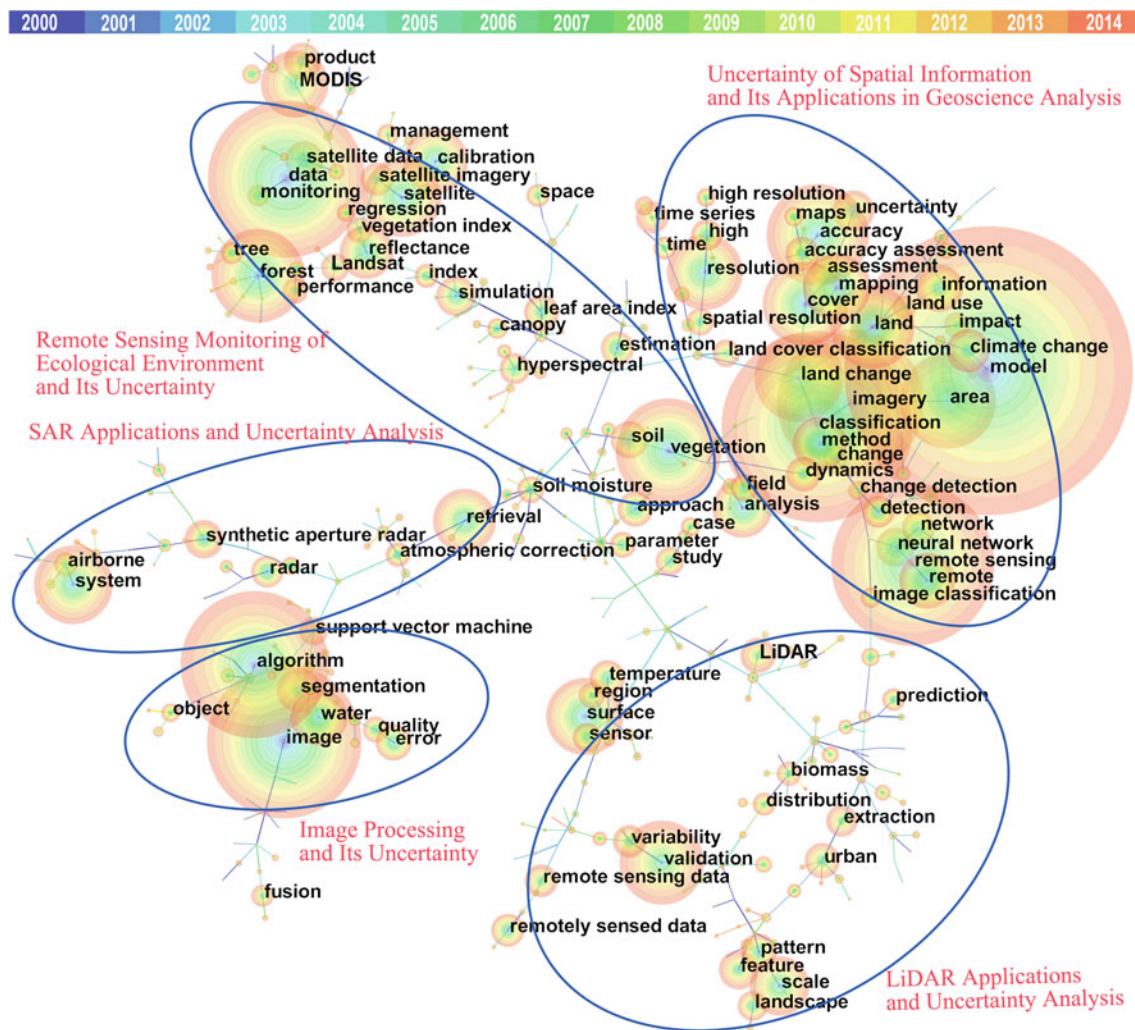 2000 2001 2002 2003 2004 2005 2006 2007 2008 2009 2010 2011 2012 2013 2014
product
MODIS
Uncertainty of Spatial Information
and Its Applications in Geoscience Analysis
management
satellite data
calibration
data
satellite imagery
monitoring
satellite
regression
vegetation index
tree
reflectance
forest
Landsat
performance
index
simulation
space
leaf area index
canopy
hyperspectral
estimation
high resolution
time series
maps
uncertainty
high
accuracy
time
accuracy assessment
resolution
assessment
mapping
information
cover
land use
spatial resolution
land
impact
land cover classification
climate change
land change
model
imagery
area
classification
method
change
dynamics
change detection
detection
network
neural network
remote sensing
remote
image classification
Remote Sensing Monitoring of
Ecological Environment
and Its Uncertainty
SAR Applications and Uncertainty Analysis
soil
vegetation
soil moisture
field
analysis
approach
case
parameter
study
retrieval
synthetic aperture radar
atmospheric correction
airborne
system
radar
support vector machine
algorithm
segmentation
object
water
quality
image
error
Image Processing
and Its Uncertainty
fusion
LiDAR
temperature
region
surface
sensor
prediction
biomass
distribution
extraction
variability
validation
urban
remote sensing data
remotely sensed data
pattern
feature
scale
landscape
LiDAR Applications
and Uncertainty Analysis